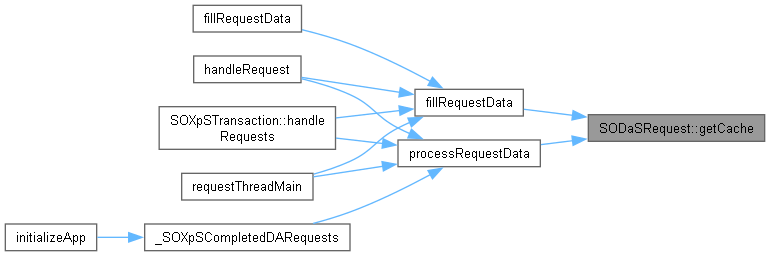 fillRequestData
handleRequest
SOXpSTransaction::handle
Requests
requestThreadMain
initializeApp
_SOXpSCompletedDARequests
fillRequestData
processRequestData
SODaSRequest::getCache